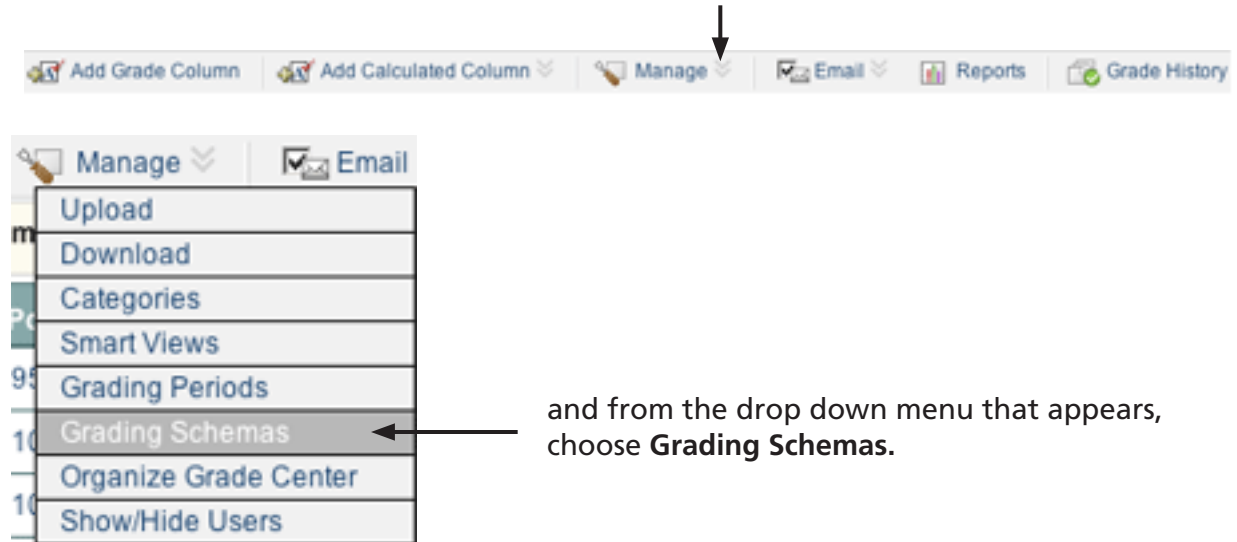 Add Grade Column Add Calculated Column Manage Email Reports Grade History
Manage Email
Upload
Download
Categories
Smart Views
Grading Periods
Grading Schemas
and from the drop down menu that appears,
choose Grading Schemas.
Organize Grade Center
Show/Hide Users